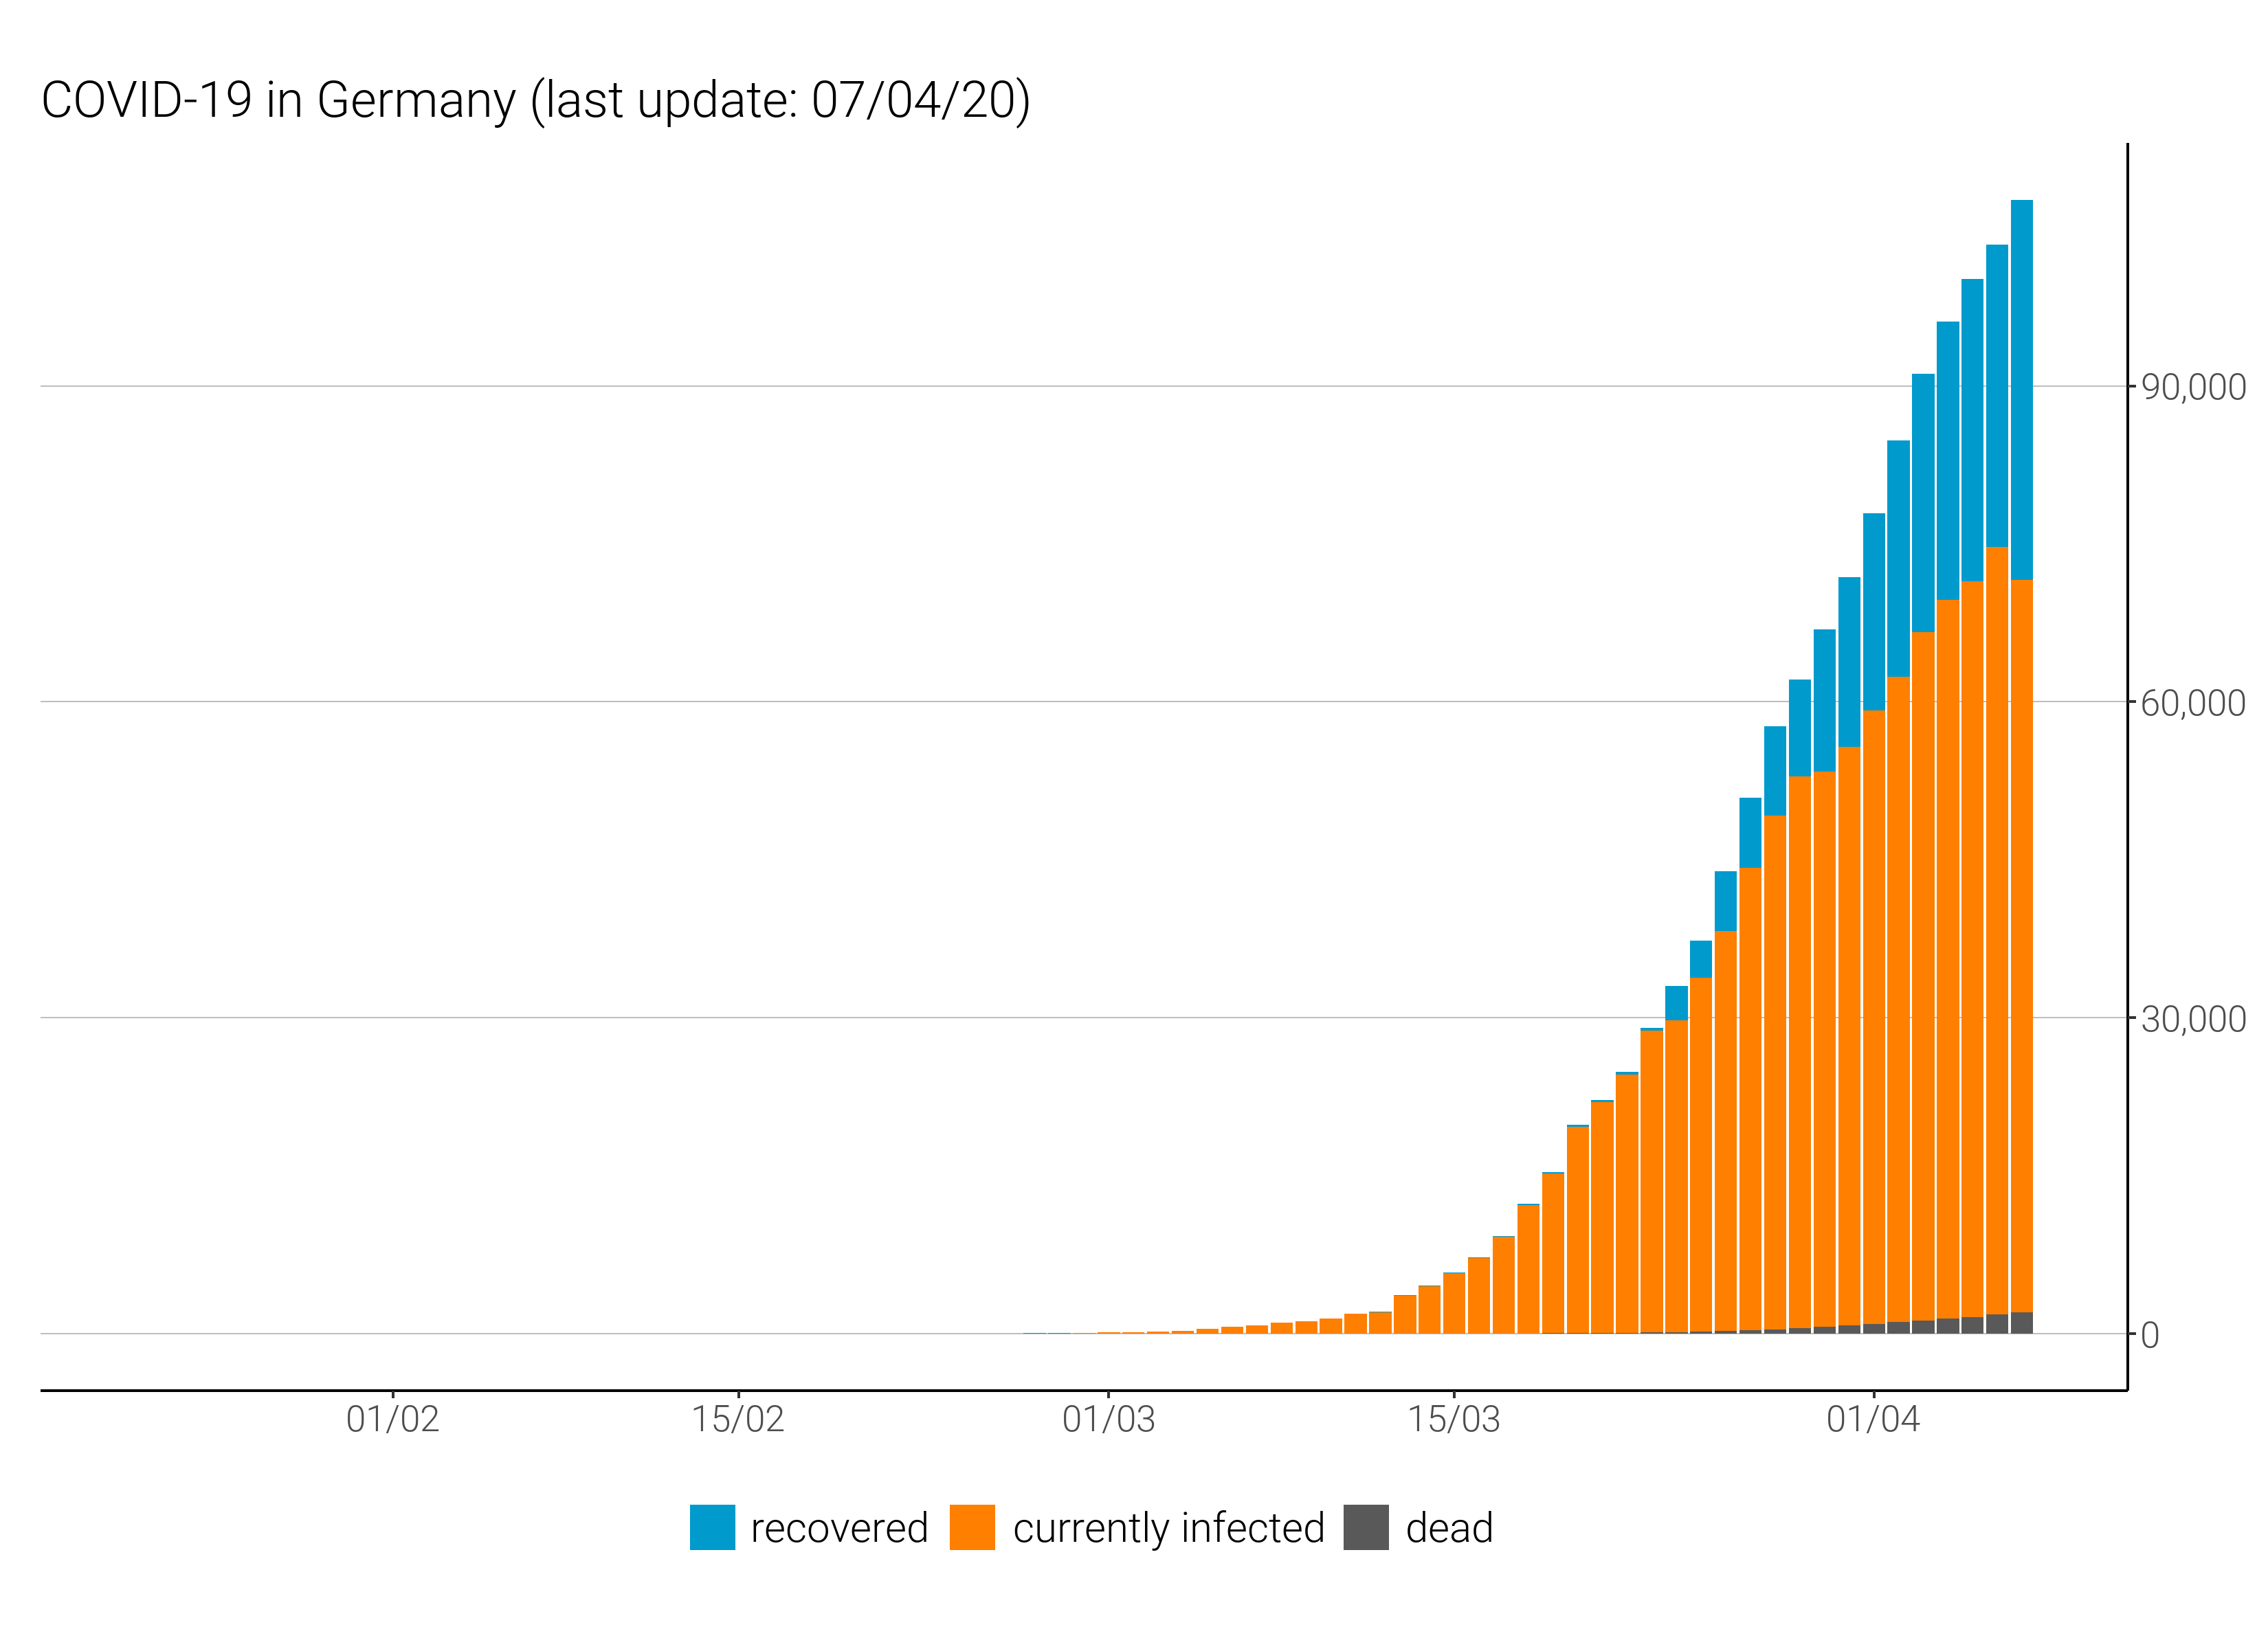 COVID-19 in Germany (last update: 07/04/20)
90,000
60,000
30,000
0
01/02 15/02 01/03 15/03 01/04
recovered currently infected dead